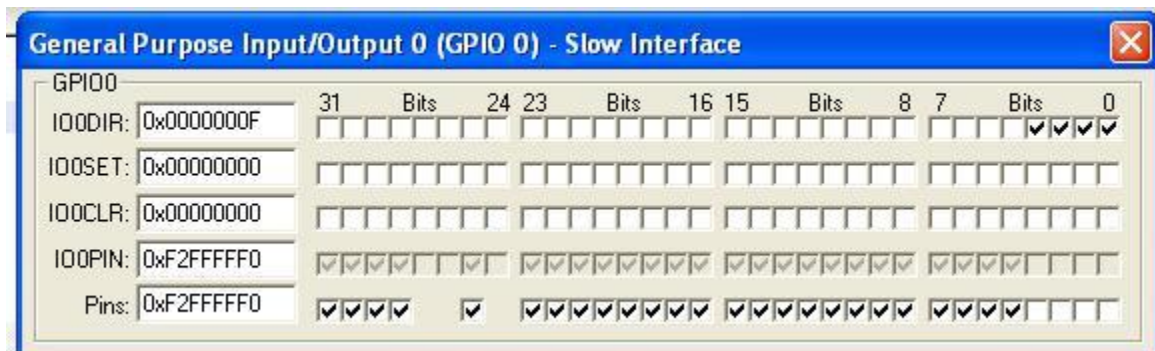 General Purpose Input/Output 0 (GPIO 0) - Slow Interface
GPIO0
31 Bits 24 23 Bits 16 15 Bits 8 7 Bits 0
IO0DIR: 0x0000000F
IO0SET: 0x00000000
IO0CLR: 0x00000000
IO0PIN: 0xF2FFFFF0
Pins: 0xF2FFFFF0